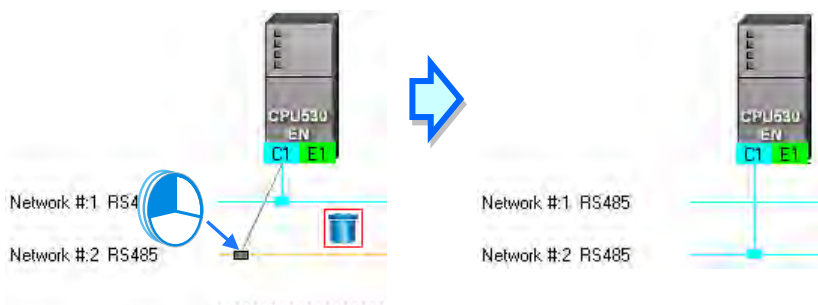 CPU530
EN
C1 E1
Network #:1 RS4
Network #:2 RS485
CPU530
EN
C1 E1
Network #:1 RS485
Network #:2 RS485